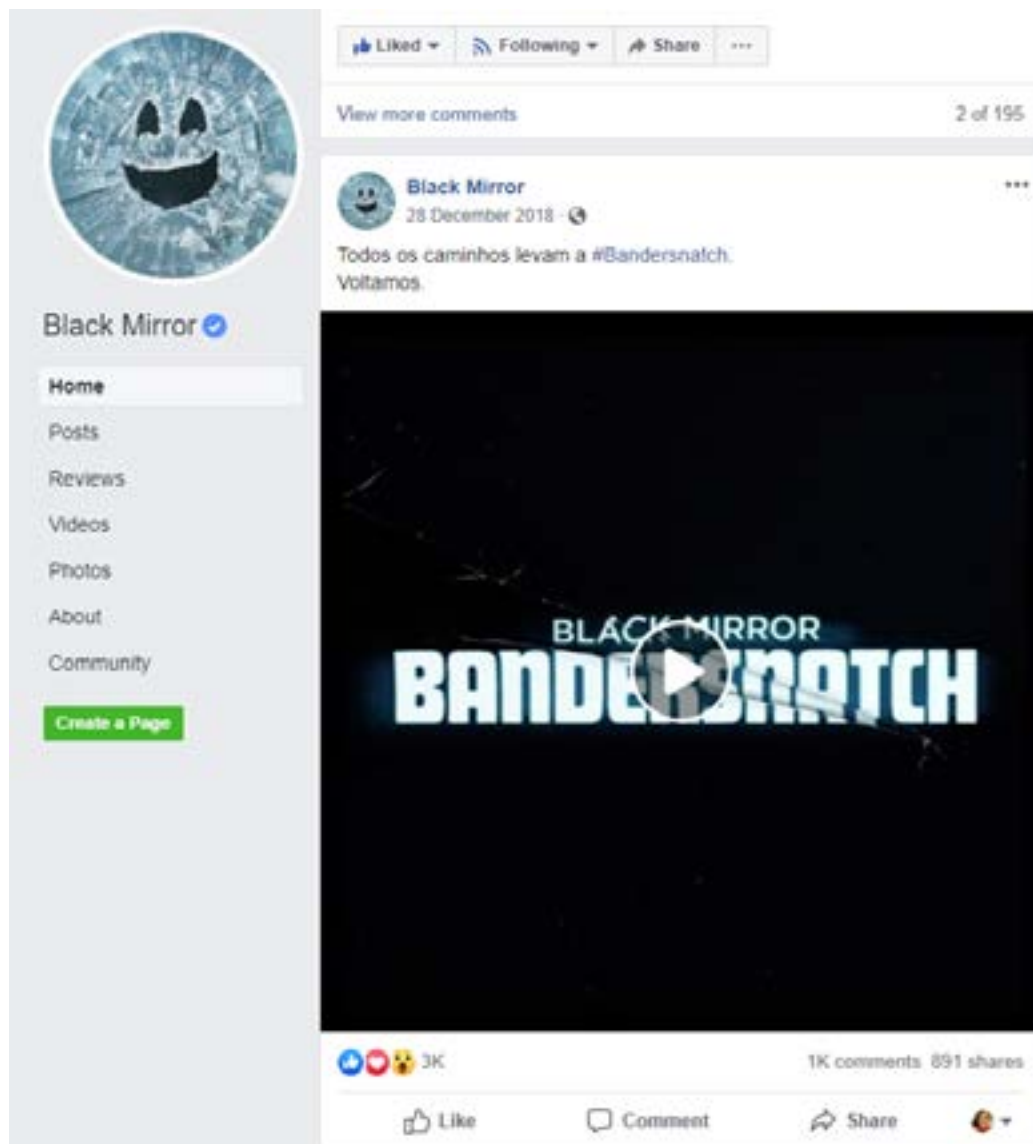 Liked
Following
Share
...
View more comments
2 of 195
Black Mirror
28 December 2018
Todos os caminhos levam a #Bandersnatch.
Voltamos.
Black Mirror
Home
Posts
Reviews
Videos
Photos
About
Community
Create a Page
BLACK MIRROR
BANDERSNATCH
3K
1K comments 891 shares
Like
Comment
Share